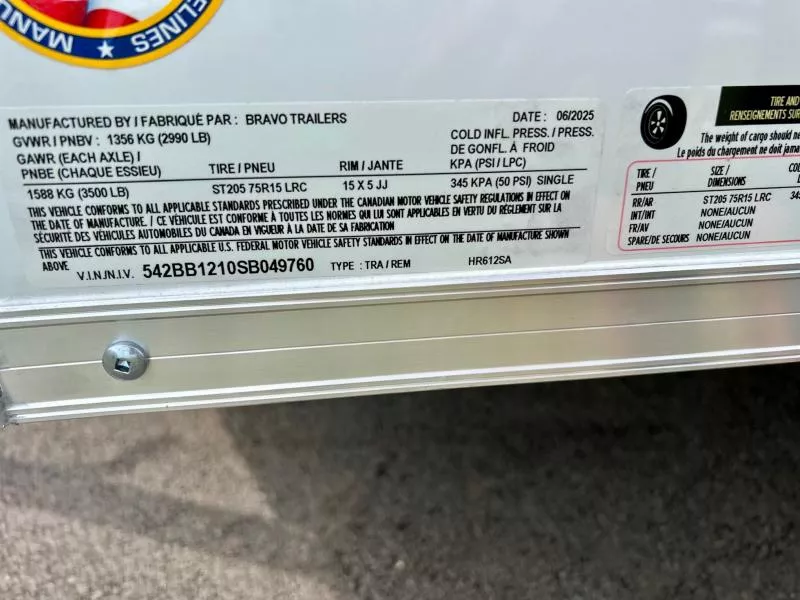 ELINES ★ MANU
MANUFACTURED BY / FABRIQUÉ PAR : BRAVO TRAILERS DATE : 06/2025
GVWR / PNBV : 1356 KG (2990 LB) COLD INFL. PRESS. / PRESS.
GAWR (EACH AXLE) / DE GONFL. À FROID
PNBE (CHAQUE ESSIEU) TIRE / PNEU RIM / JANTE KPA (PSI / LPC)
1588 KG (3500 LB) ST205 75R15 LRC 15 X 5 JJ 345 KPA (50 PSI) SINGLE
THIS VEHICLE CONFORMS TO ALL APPLICABLE STANDARDS PRESCRIBED UNDER THE CANADIAN MOTOR VEHICLE SAFETY REGULATIONS IN EFFECT ON
THE DATE OF MANUFACTURE. / CE VÉHICULE EST CONFORME À TOUTES LES NORMES QUI LUI SONT APPLICABLES EN VERTU DU RÈGLEMENT SUR LA
SÉCURITÉ DES VÉHICULES AUTOMOBILES DU CANADA EN VIGUEUR À LA DATE DE SA FABRICATION
THIS VEHICLE CONFORMS TO ALL APPLICABLE U.S. FEDERAL MOTOR VEHICLE SAFETY STANDARDS IN EFFECT ON THE DATE OF MANUFACTURE SHOWN
ABOVE
V.I.N./N.I.V. 542BB1210SB049760 TYPE : TRA / REM HR612SA
TIRE AND
RENSEIGNEMENTS SUR
The weight of cargo should ne
Le poids du chargement ne doit jama
TIRE / SIZE / CO
PNEU DIMENSIONS
RR/AR ST205 75R15 LRC 34
INT/INT NONE/AUCUN
FR/AV NONE/AUCUN
SPARE/DE SECOURS NONE/AUCUN